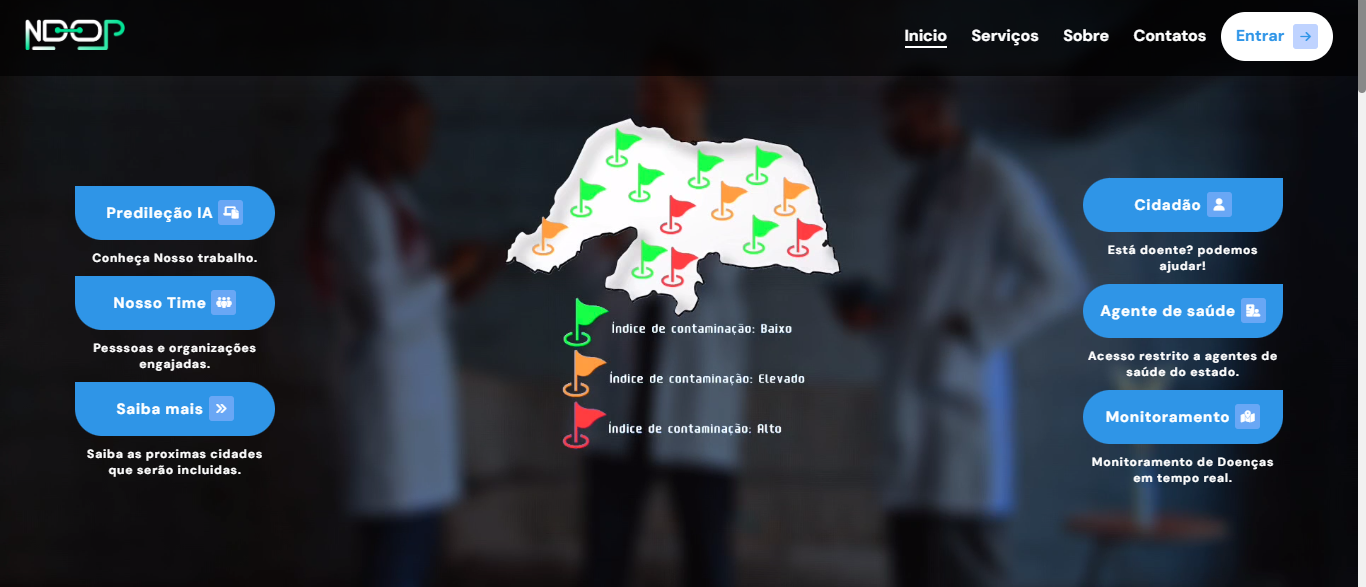 NDOP
Inicio
Serviços
Sobre
Contatos
Entrar
Predileção IA
Conheça Nosso trabalho.
Nosso Time
Pesssoas e organizações
engajadas.
Saiba mais
Saiba as proximas cidades
que serão incluidas.
Índice de contaminação: Baixo
Índice de contaminação: Elevado
Índice de contaminação: Alto
Cidadão
Está doente? podemos
ajudar!
Agente de saúde
Acesso restrito a agentes de
saúde do estado.
Monitoramento
Monitoramento de Doenças
em tempo real.